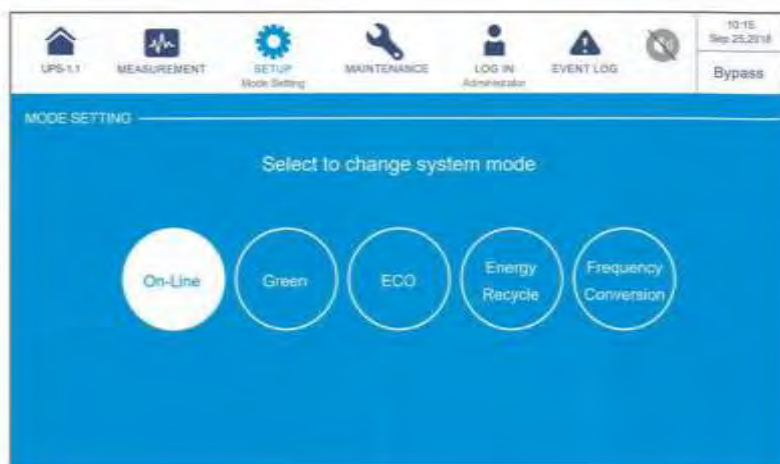 UPS-1.1
MEASUREMENT
SETUP
Mode Setting
MAINTENANCE
LOG IN
Administrator
EVENT LOG
10:15
Sep 25,2018
Bypass
MODE SETTING
Select to change system mode
On-Line
Green
ECO
Energy
Recycle
Frequency
Conversion